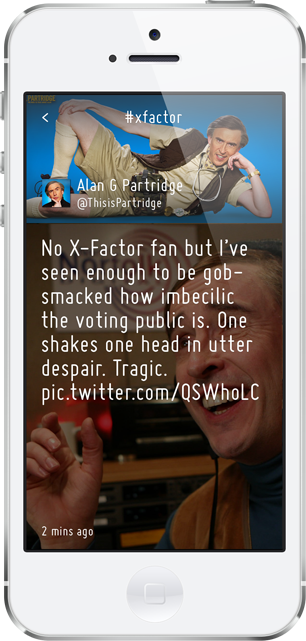 PARTRIDGE
<
#xfactor
Alan G Partridge
@ThisisPartridge
No X-Factor fan but I've
seen enough to be gob-
smacked how imbecilic
the voting public is. One
shakes one head in utter
despair. Tragic.
pic.twitter.com/QSWhoLC
2 mins ago